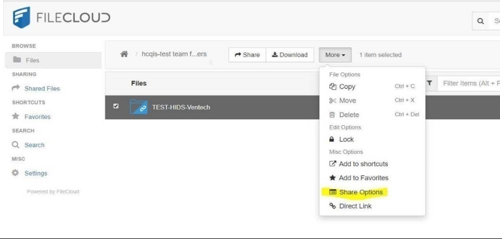 FILECLOUD
BROWSE
Files
SHARING
Shared Files
SHORTCUTS
Favorites
SEARCH
Search
MISC
Settings
Powered by FileCloud
hcqis-test team f...ers
Share
Download
More
1 item selected
Files
Filter Items (Alt +
TEST-HIDS-Ventech
File Options
Copy Ctrl + C
Move Ctrl + X
Delete Ctrl + Del
Edit Options
Lock
Misc Options
Add to shortcuts
Add to Favorites
Share Options
Direct Link